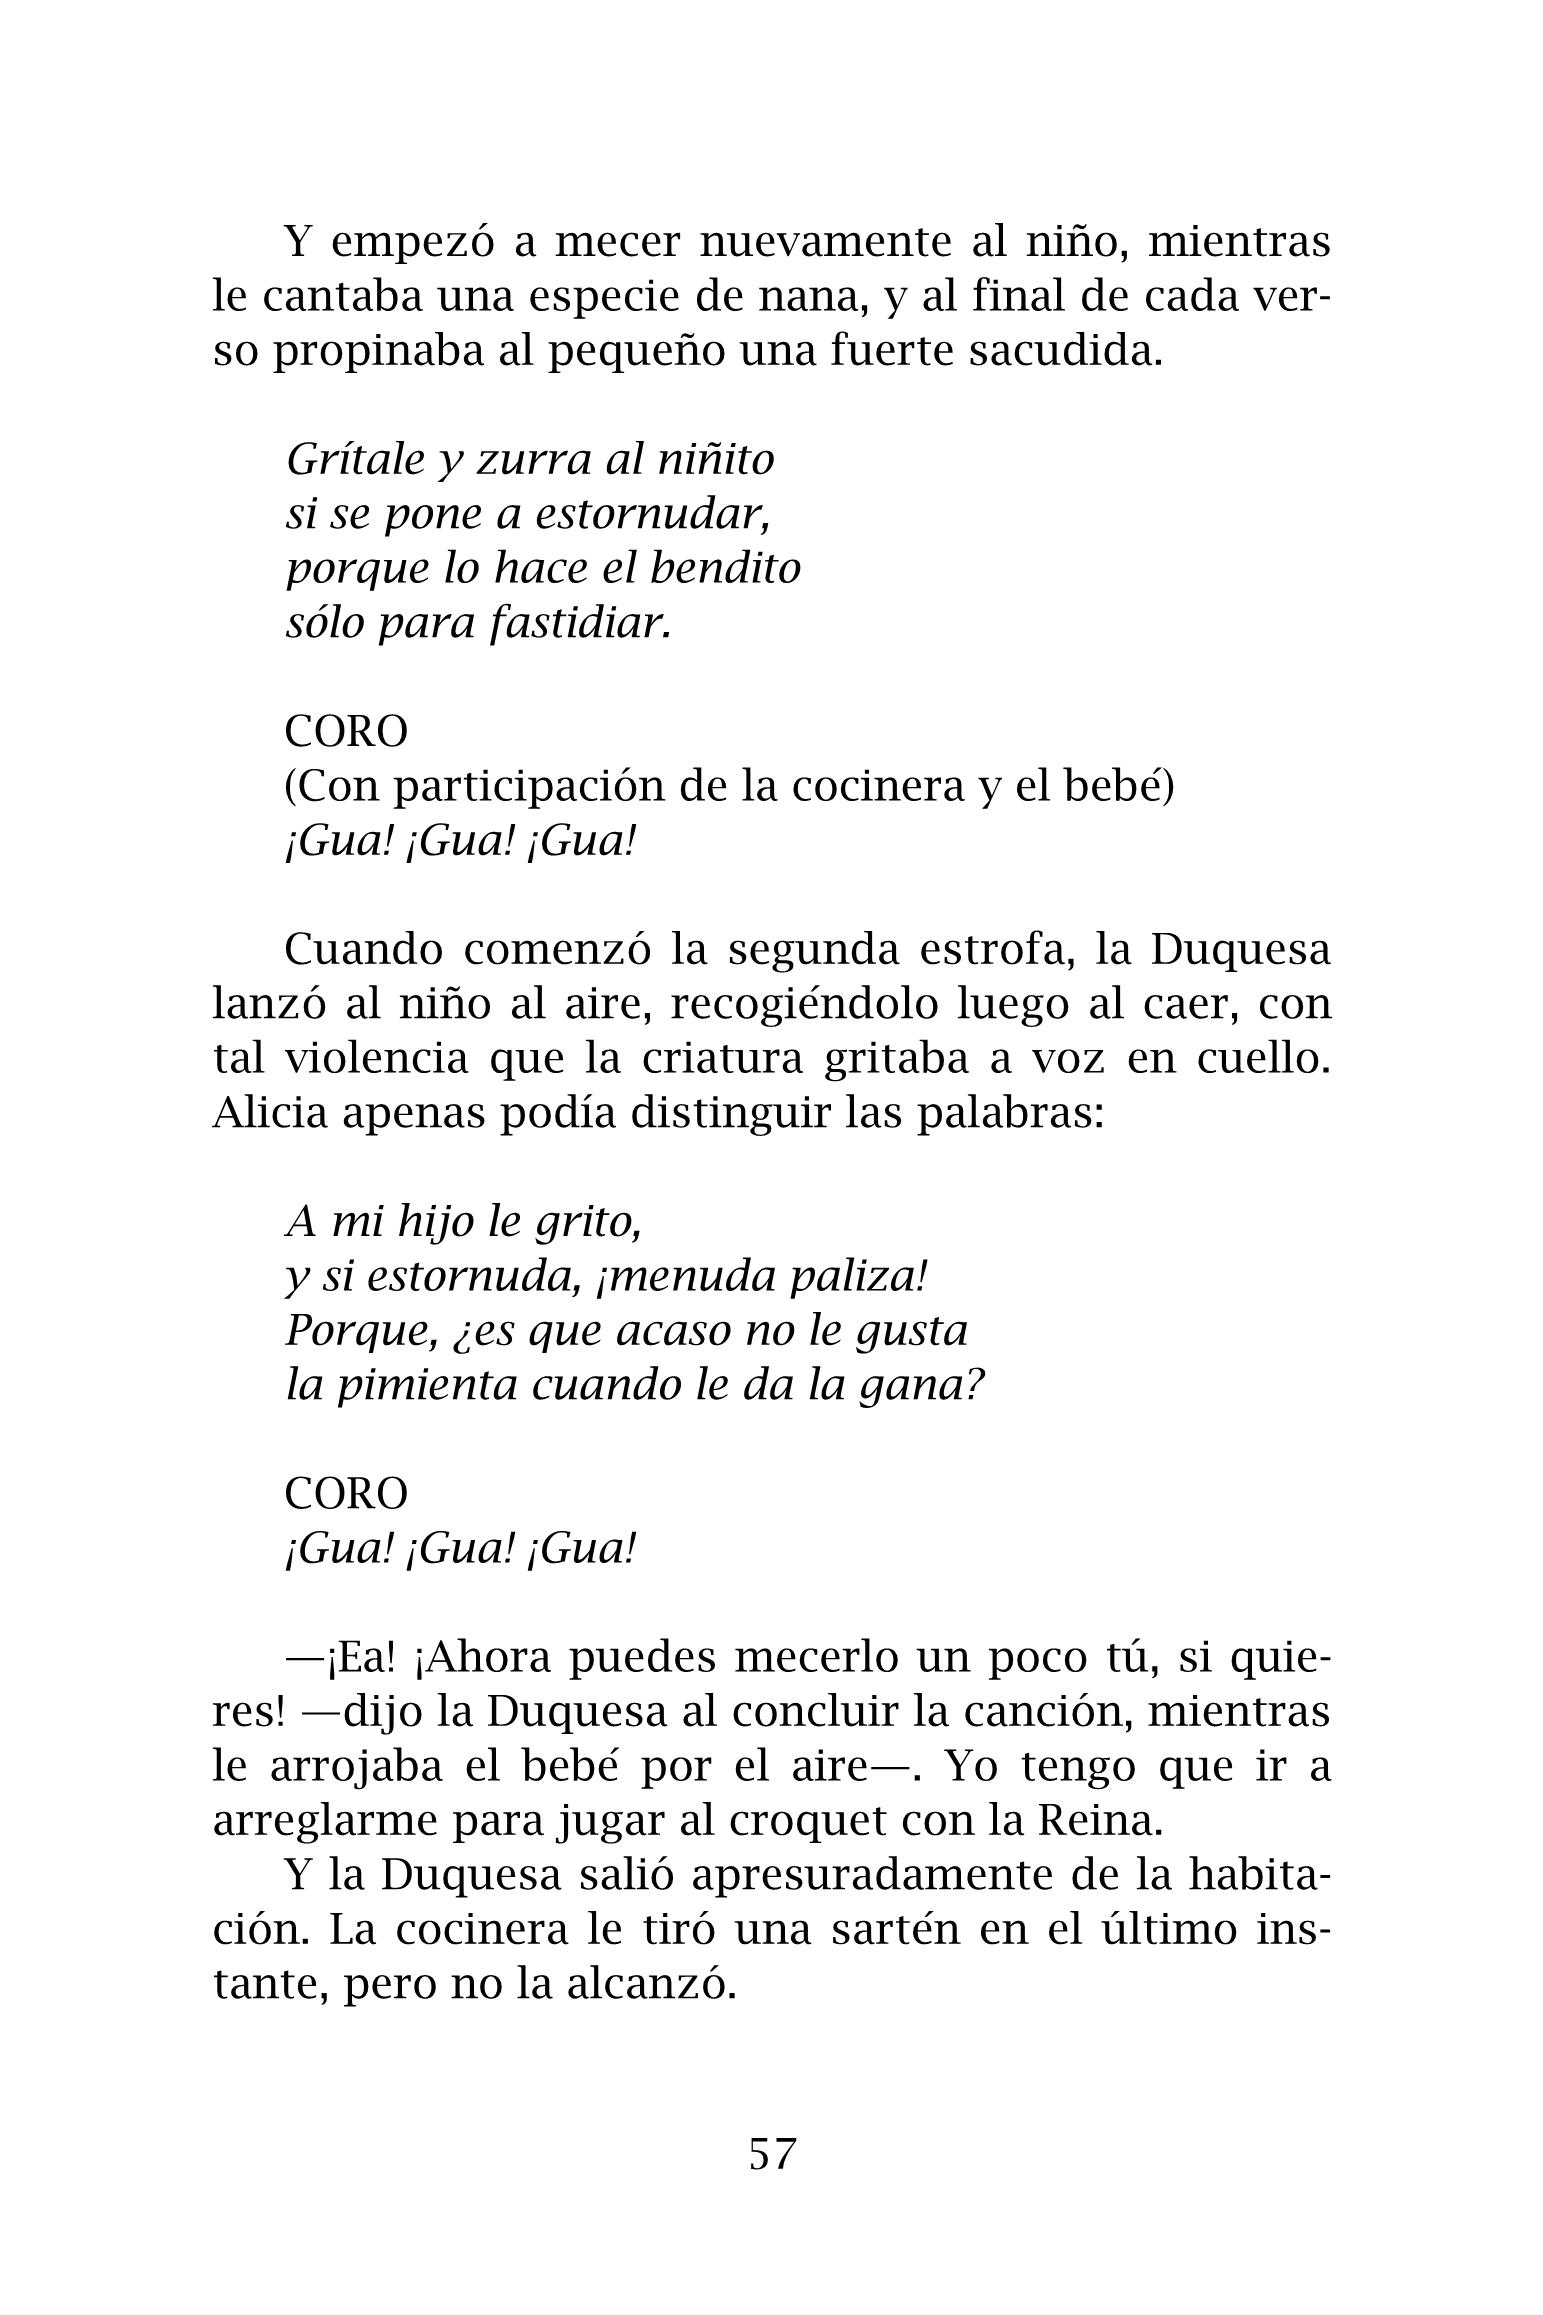 Y empezó a mecer nuevamente al niño, mientras
le cantaba una especie de nana, y al final de cada ver-
so propinaba al pequeño una fuerte sacudida.
Grítale y zurra al niñito
si se pone a estornudar,
porque lo hace el bendito
sólo para fastidiar.
CORO
(Con participación de la cocinera y el bebé)
¡Gua! ¡Gua! ¡Gua!
Cuando comenzó la segunda estrofa, la Duquesa
lanzó al niño al aire, recogiéndolo luego al caer, con
tal violencia que la criatura gritaba a voz en cuello.
Alicia apenas podía distinguir las palabras:
A mi hijo le grito,
y si estornuda, ¡menuda paliza!
Porque, ¿es que acaso no le gusta
la pimienta cuando le da la gana?
CORO
¡Gua! ¡Gua! ¡Gua!
—¡Ea! ¡Ahora puedes mecerlo un poco tú, si quie-
res! —dijo la Duquesa al concluir la canción, mientras
le arrojaba el bebé por el aire—. Yo tengo que ir a
arreglarme para jugar al croquet con la Reina.
Y la Duquesa salió apresuradamente de la habita-
ción. La cocinera le tiró una sartén en el último ins-
tante, pero no la alcanzó.
57